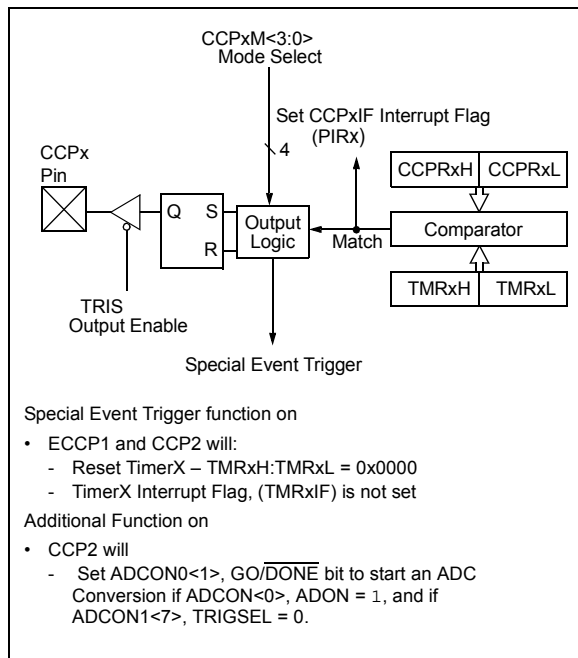 CCPxM<3:0>
Mode Select
Set CCPxIF Interrupt Flag
(PIRx)
4
CCPx
Pin
CCPRxH CCPRxL
Q S
R
Output
Logic
Match
Comparator
TMRxH TMRxL
TRIS
Output Enable
Special Event Trigger
Special Event Trigger function on
• ECCP1 and CCP2 will:
- Reset TimerX – TMRxH:TMRxL = 0x0000
- TimerX Interrupt Flag, (TMRxIF) is not set
Additional Function on
• CCP2 will
- Set ADCON0<1>, GO/DONE bit to start an ADC
Conversion if ADCON<0>, ADON = 1, and if
ADCON1<7>, TRIGSEL = 0.